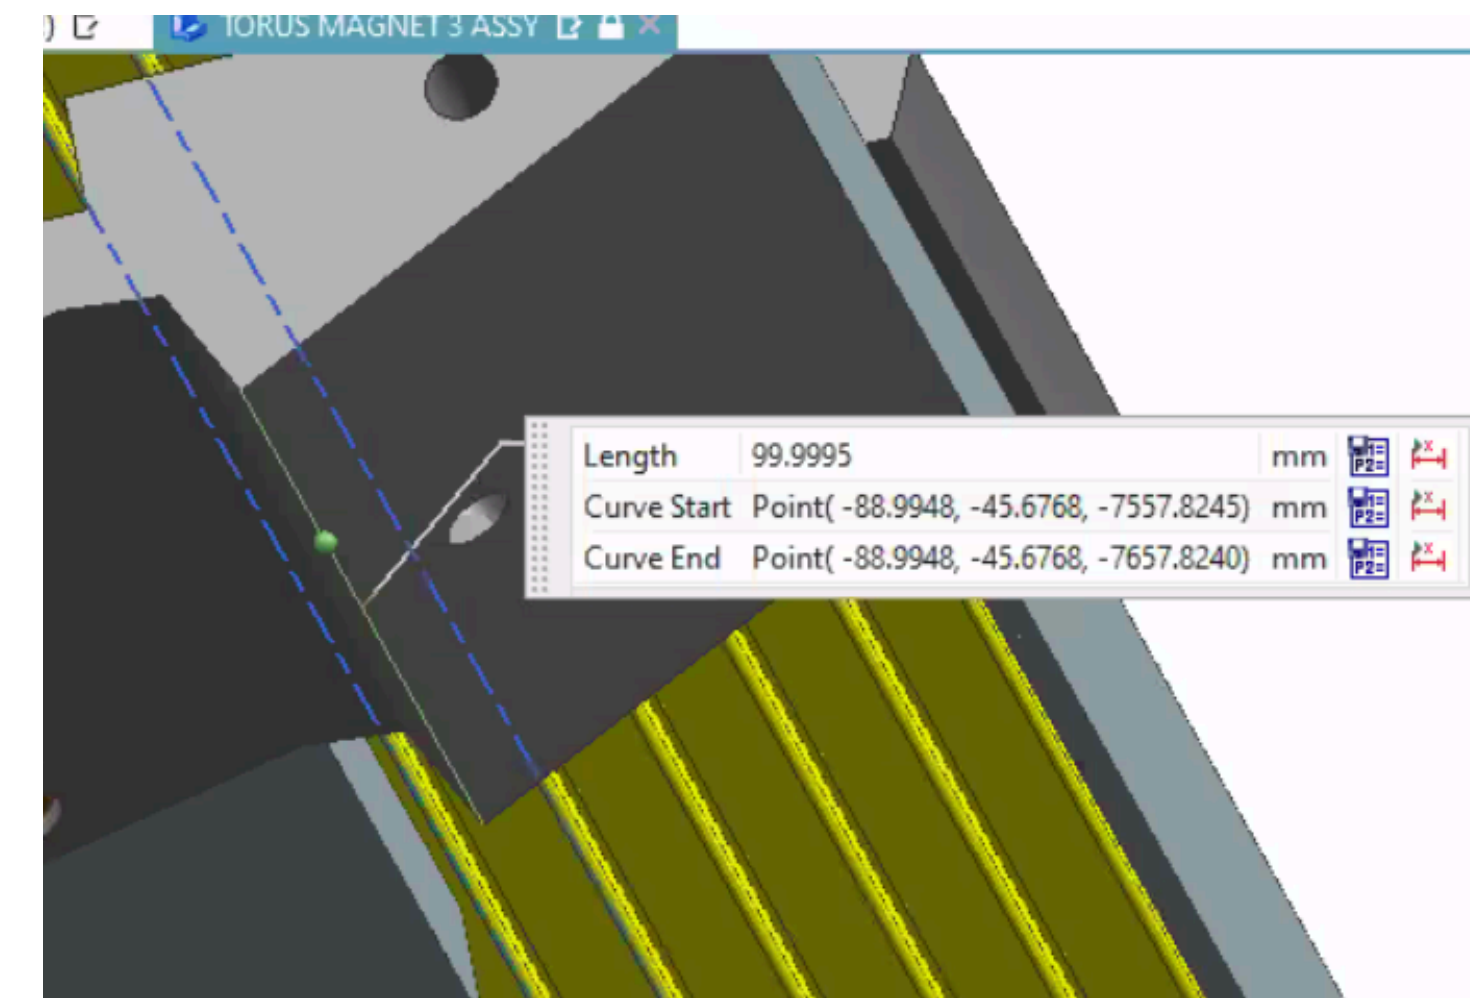 ) TORUS MAGNET 3 ASSY
Length 99.9995 mm
Curve Start Point( -88.9948, -45.6768, -7557.8245) mm
Curve End Point( -88.9948, -45.6768, -7657.8240) mm